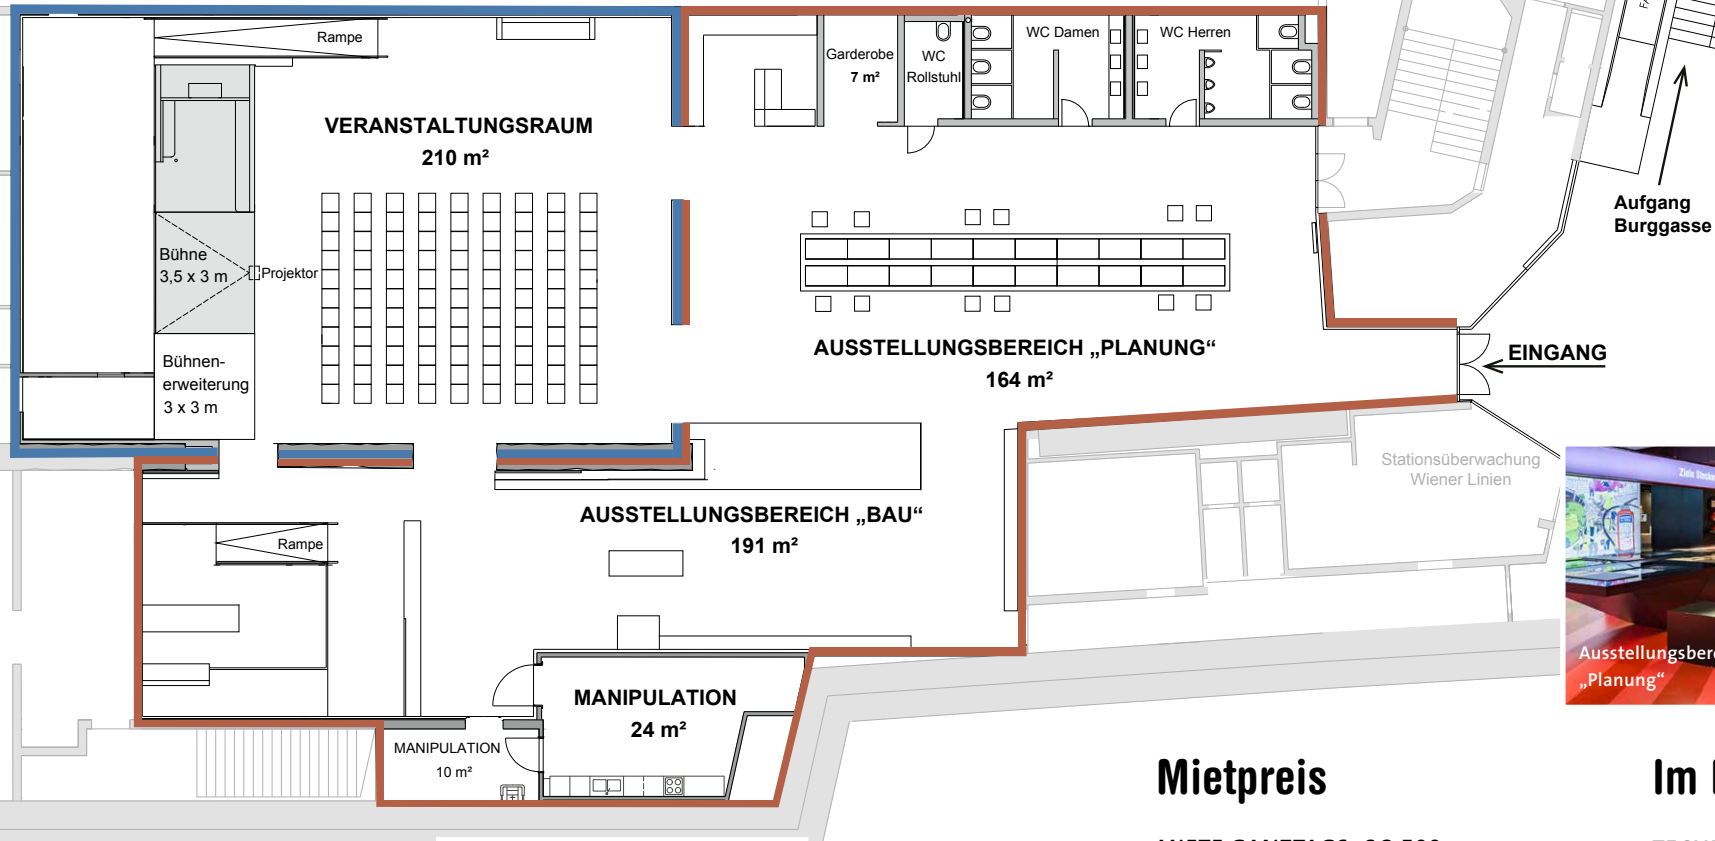 Rampe
VERANSTALTUNGSRAUM
210 m²
Garderobe
7 m²
WC
Rollstuhl
WC Damen
WC Herren
Aufgang
Burggasse
Bühne
3,5 x 3 m
Projektor
Bühnen-
erweiterung
3 x 3 m
AUSSTELLUNGSBEREICH „PLANUNG“
164 m²
EINGANG
Stationsüberwachung
Wiener Linien
AUSSTELLUNGSBEREICH „BAU“
191 m²
Rampe
MANIPULATION
24 m²
MANIPULATION
10 m²
„Planung“
Mietpreis
Im